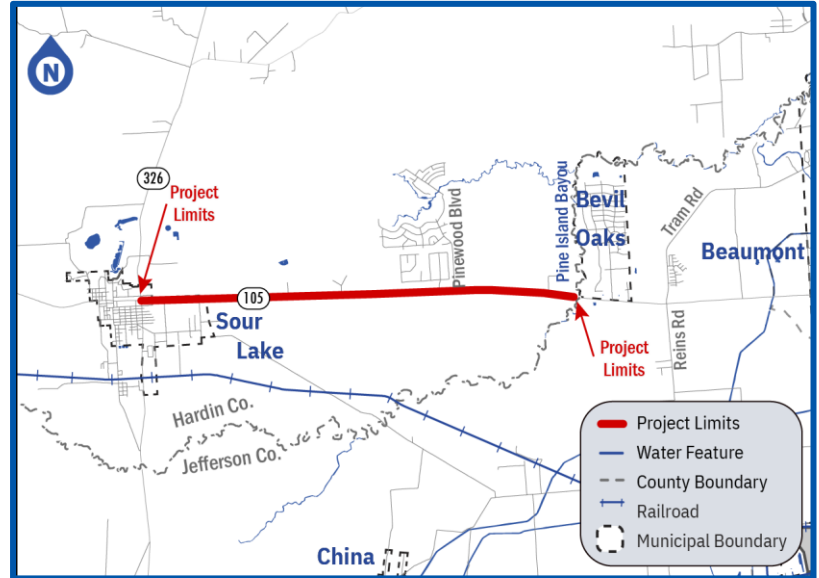 N
326
Project
Limits
Pinewood Blvd
Pine Island Bayou
Bevil
Oaks
Tram Rd
Beaumont
105
Sour
Lake
Project
Limits
Reins Rd
Hardin Co.
Jefferson Co.
China
Project Limits
Water Feature
County Boundary
Railroad
Municipal Boundary